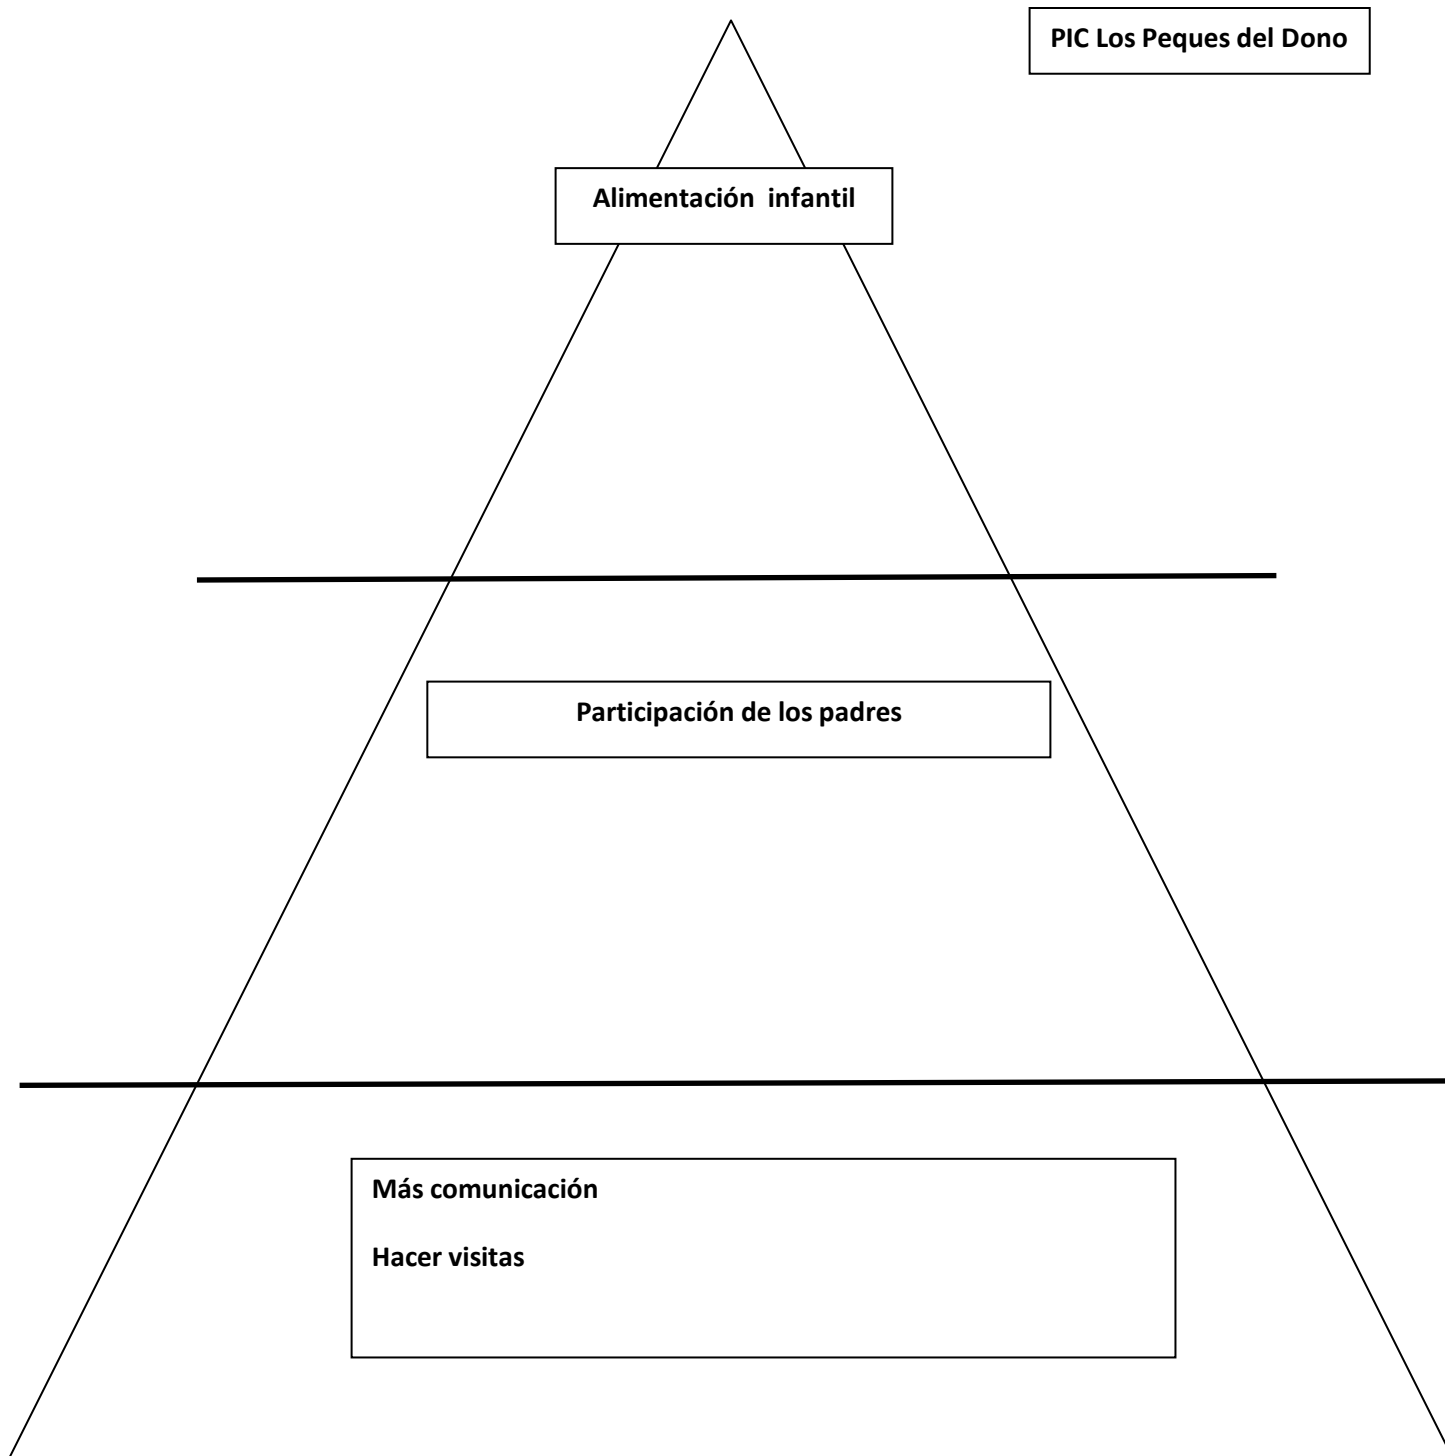 PIC Los Peques del Dono
Alimentación infantil
Participación de los padres
Más comunicación
Hacer visitas